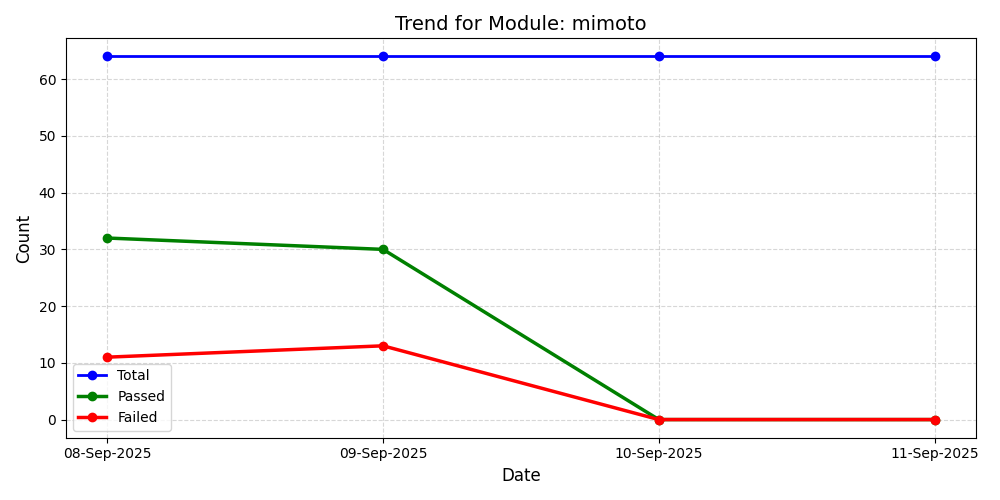 Trend for Module: mimoto
Count
60
50
40
30
20
10
0
Total
Passed
Failed
08-Sep-2025
09-Sep-2025
10-Sep-2025
11-Sep-2025
Date